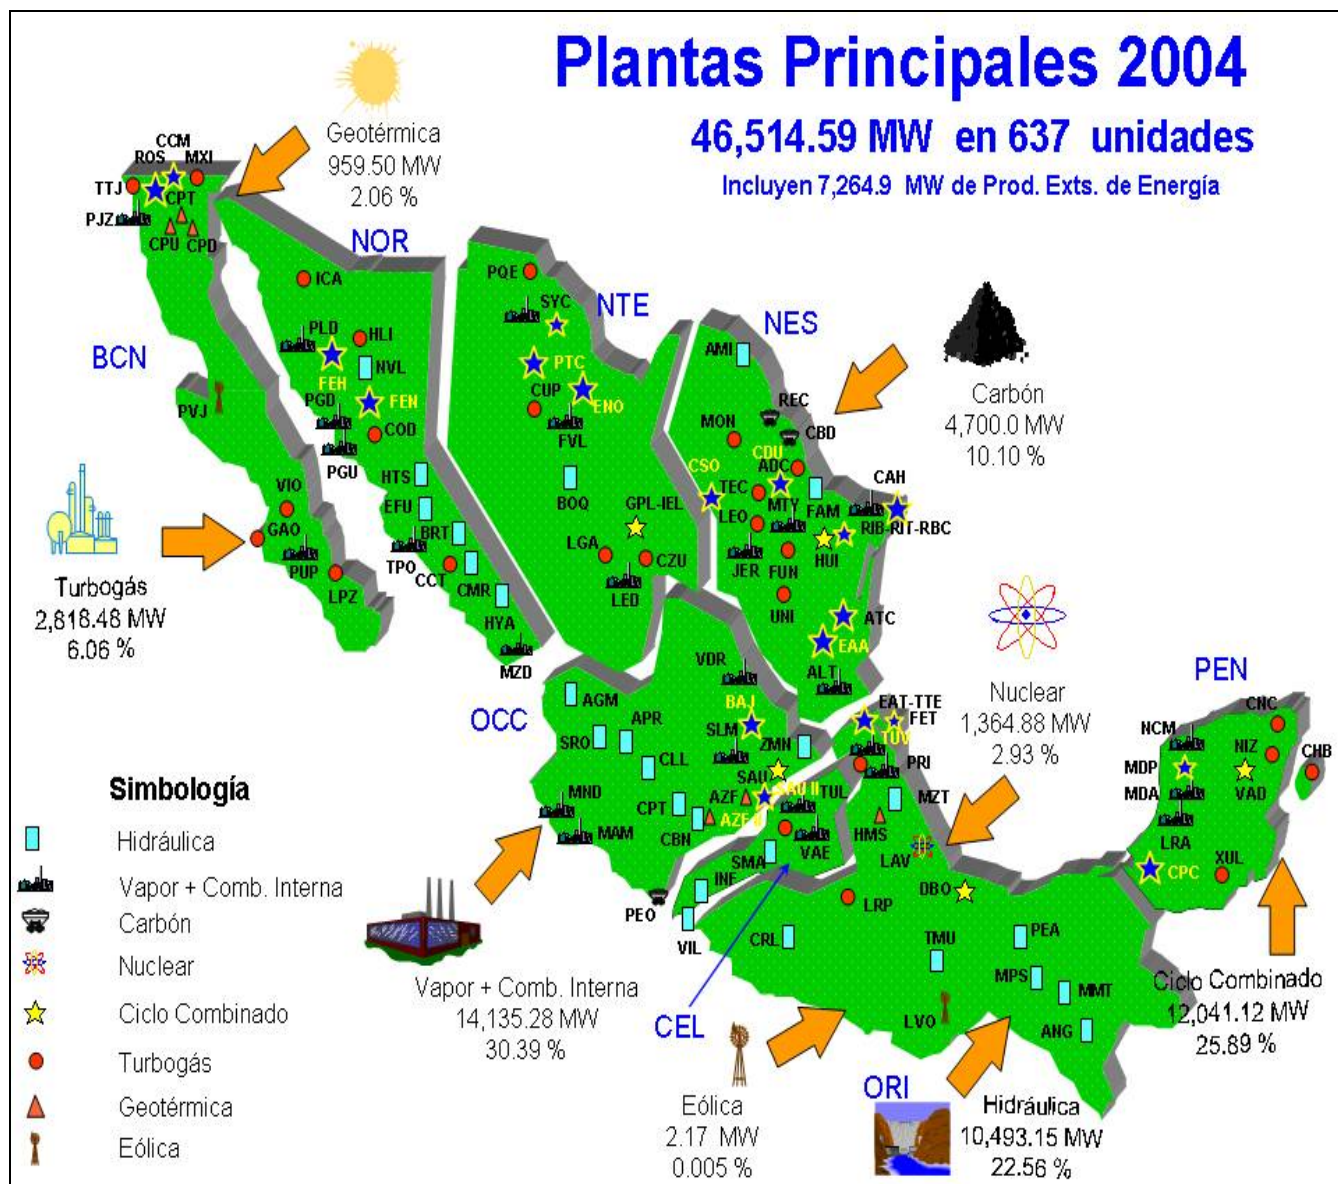 Plantas Principales 2004
46,514.59 MW en 637 unidades
Incluyen 7,264.9 MW de Prod. Exts. de Energía
Geotérmica
959.50 MW
2.06 %
CCM
ROS
MXI
TTJ
CPT
PJZ
CPU
CPD
BCN
PVJ
VIO
GAO
PUP
LPZ
Turbogás
2,818.48 MW
6.06 %
NOR
ICA
PLD
HLI
NVL
FEH
FEN
PGD
COD
PGU
HTS
EFU
BRT
TPO
CCT
CMR
HYA
MZD
NTE
PQE
SYC
PTC
CUP
ENO
FVL
BOQ
GPL-IEL
LGA
CZU
LED
NES
AMI
REC
MON
CBD
CDU
CSO
ADC
CAH
TEC
MTY
FAM
LEO
RIB-RIT-RBC
JER
FUN
HUI
UNI
ATC
EAA
ALT
Carbón
4,700.0 MW
10.10 %
Nuclear
1,364.88 MW
2.93 %
OCC
VDR
AGM
BAJ
APR
SLM
SRO
ZMN
CLL
SAU
SAU II
MND
CPT
AZF
AZF II
MAM
CBN
PEO
INF
VIL
TUL
SMA
VAE
CEL
EAT-TTE
FET
TUV
PRI
MZT
HMS
LAV
DBO
LRP
CRL
TMU
PEA
MPS
MMT
LVO
ANG
ORI
PEN
CNC
NCM
NIZ
CHB
MDP
MDA
VAD
LRA
XUL
CPC
Ciclo Combinado
12,041.12 MW
25.89 %
Vapor + Comb. Interna
14,135.28 MW
30.39 %
Eólica
2.17 MW
0.005 %
Hidráulica
10,493.15 MW
22.56 %
Simbología
Hidráulica
Vapor + Comb. Interna
Carbón
Nuclear
Ciclo Combinado
Turbogás
Geotérmica
Eólica